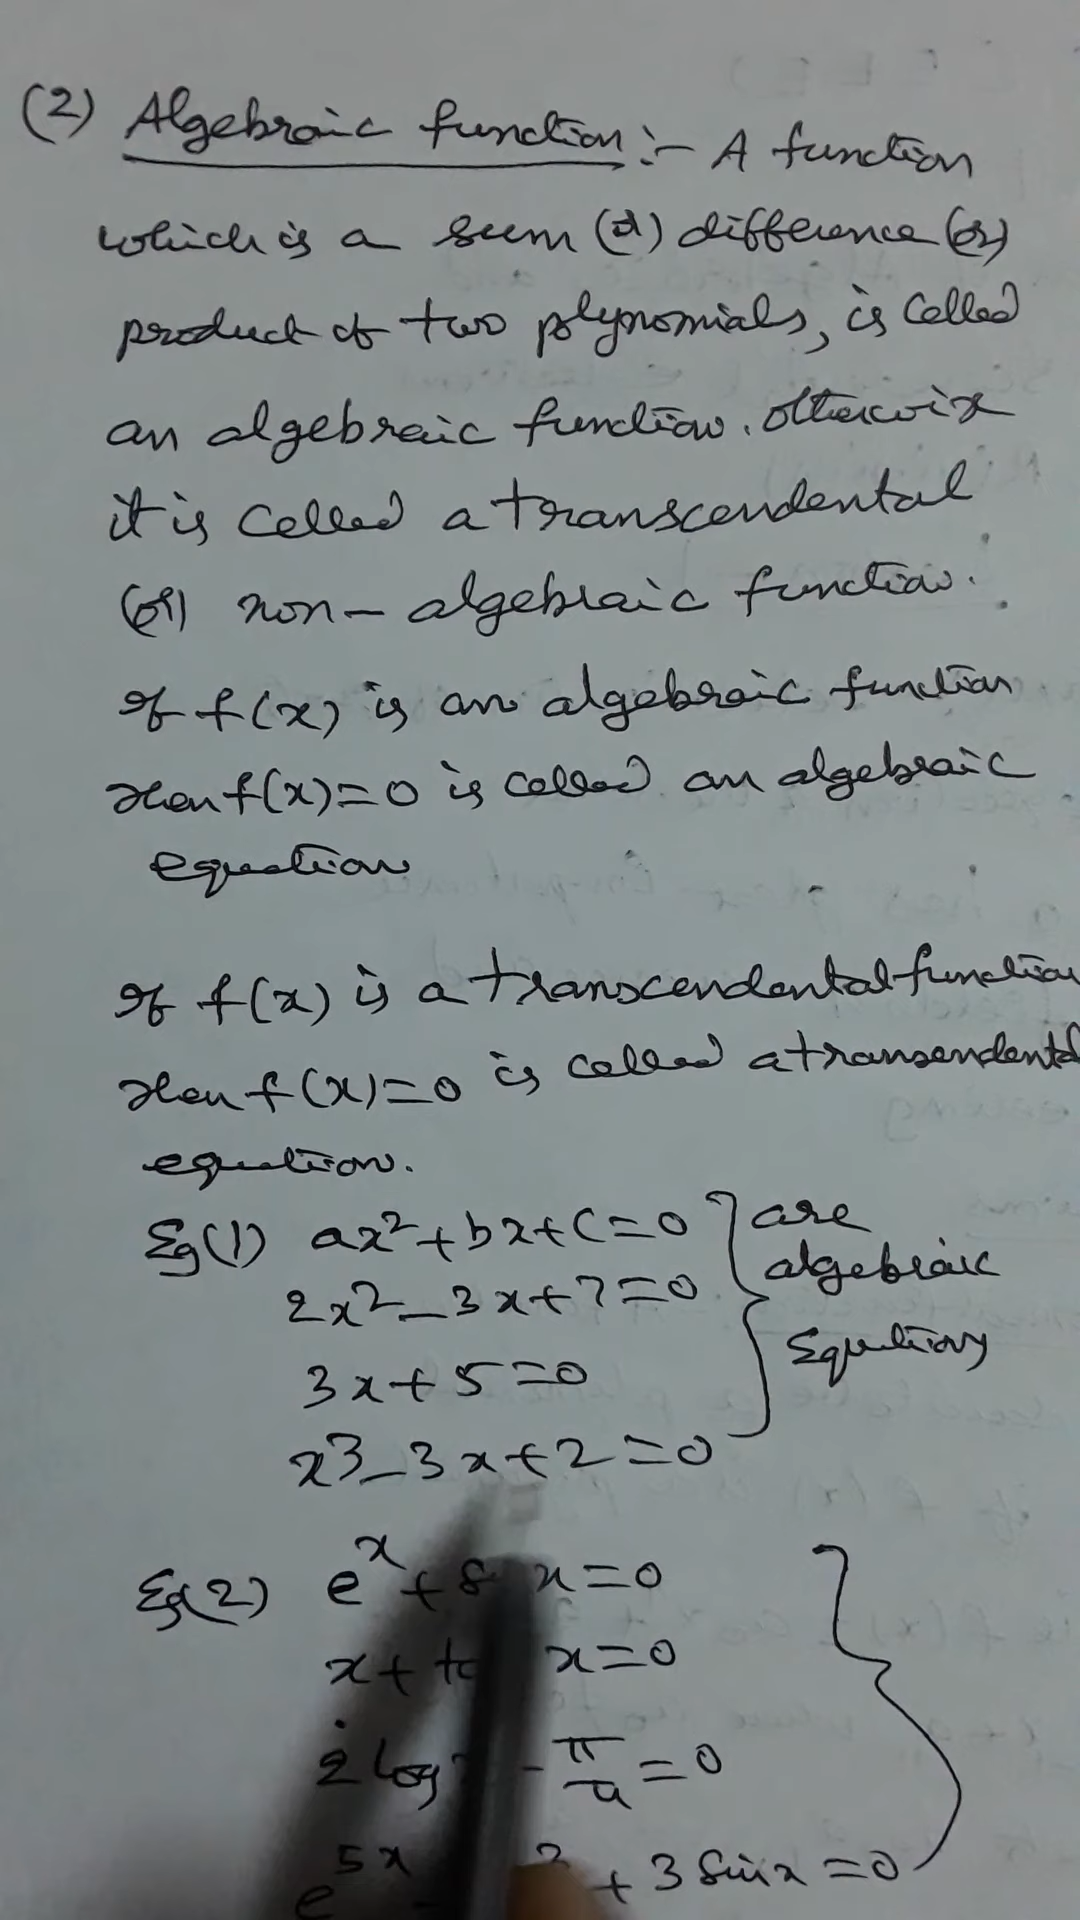 (2) Algebraic function :- A function
which is a sum (or) difference (or)
product of two polynomials, is called
an algebraic function. otherwise
it is called a transcendental
(or) non-algebraic function.
If f(x) is an algebraic function
then f(x)=0 is called an algebraic
equation
If f(x) is a transcendental function
then f(x)=0 is called a transendental
equation.
Eg(1) ax²+bx+c=0 } are
2x²-3x+7=0 algebraic
3x+5=0 Equations
x³-3x+2=0
Eg(2) eˣ + x=0
x+ x=0
2 log - π/4 =0
e⁵ˣ + 3 sin x =0